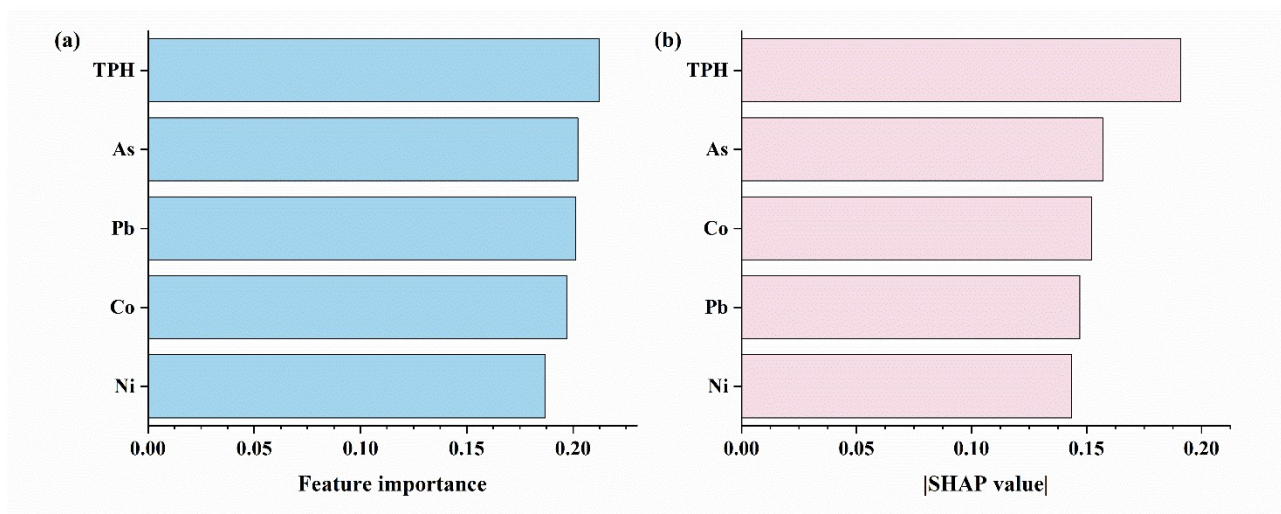 (a)
TPH
As
Pb
Co
Ni
0.00 0.05 0.10 0.15 0.20
Feature importance
(b)
TPH
As
Co
Pb
Ni
0.00 0.05 0.10 0.15 0.20
|SHAP value|